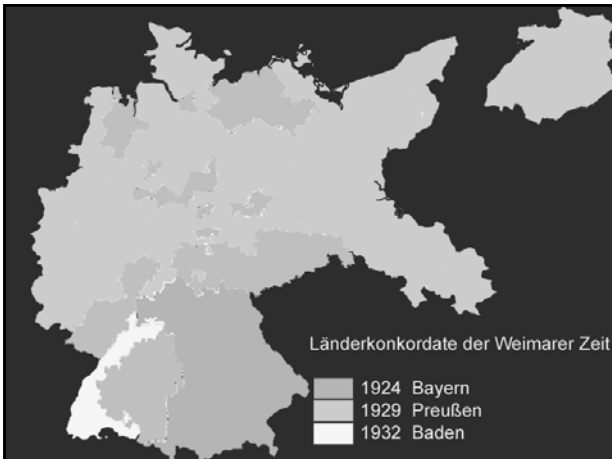 Länderkonkordate der Weimarer Zeit
1924 Bayern
1929 Preußen
1932 Baden